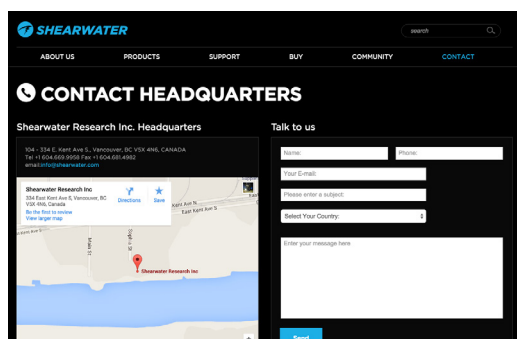 SHEARWATER
search
ABOUT US PRODUCTS SUPPORT BUY COMMUNITY CONTACT
CONTACT HEADQUARTERS
Shearwater Research Inc. Headquarters
104 - 334 E. Kent Ave S., Vancouver, BC V5X 4N6, CANADA
Tel +1 604.669.9958 Fax +1 604.681.4982
email:info@shearwater.com
Shearwater Research Inc
334 East Kent Ave S, Vancouver, BC
V5X 4N6, Canada
Be the first to review
View larger map
Directions
Save
Kent Ave N
East Kent Ave S
Main St
Shearwater Research Inc
Talk to us
Name:
Phone:
Your E-mail:
Please enter a subject:
Select Your Country:
Enter your message here
Send